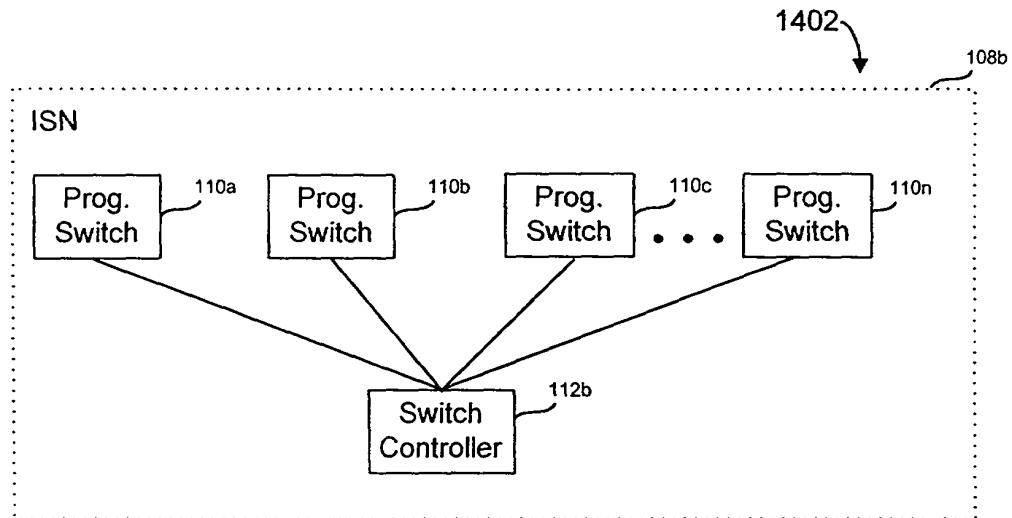 1402
108b
ISN
Prog.
Switch
110a
Prog.
Switch
110b
Prog.
Switch
110c
Prog.
Switch
110n
Switch
Controller
112b